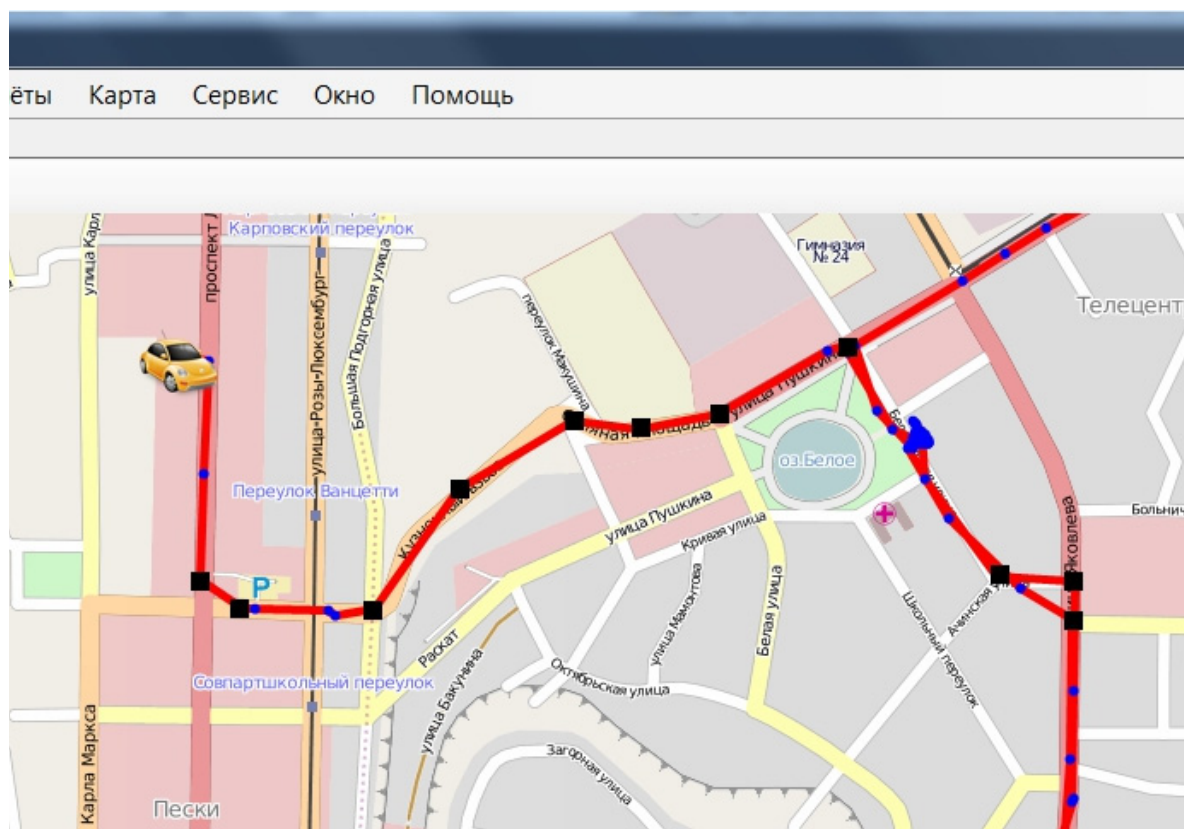 ёты Карта Сервис Окно Помощь
Карповский переулок
улица Карл
проспект Л
улица-Розы-Люксембург
Большая Подгорная улица
переулок Макушина
Гимназия
№ 24
Телецент
улица Пушкин
оз.Белое
Переулок Ванцетти
улица Пушкина
Кривая улица
Больнич
Яковлева
P
улица Мамонтова
Белая улица
Школьный переулок
Ачинская
Раскат
Совпартшкольный переулок
Октябрьская улица
улица Бакунина
Карла Маркса
Загорная улица
Пески